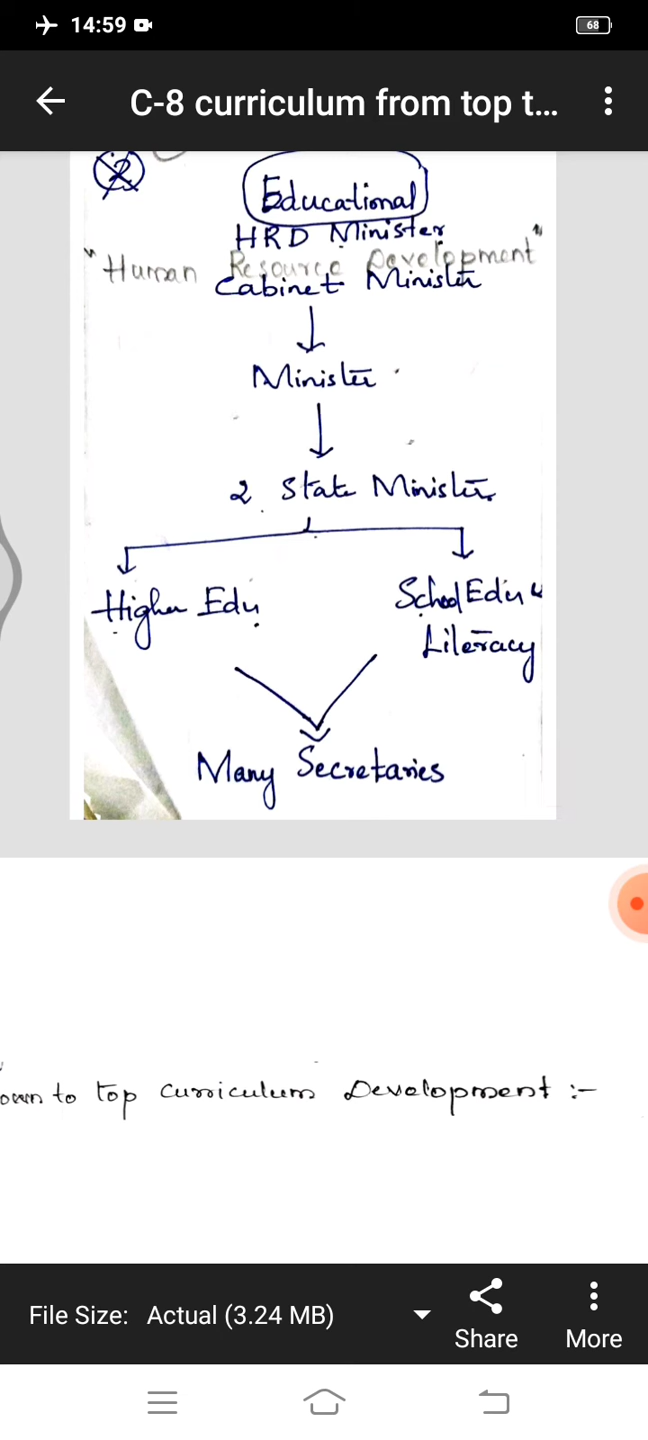 14:59
68
C-8 curriculum from top t...
2
Educational
HRD Minister
"Human Resource Development"
Cabinet Minister
Minister
2 State Minister
Higher Edu
School Edu &
Literacy
Many Secretaries
own to top curriculum Development :-
File Size: Actual (3.24 MB)
Share
More